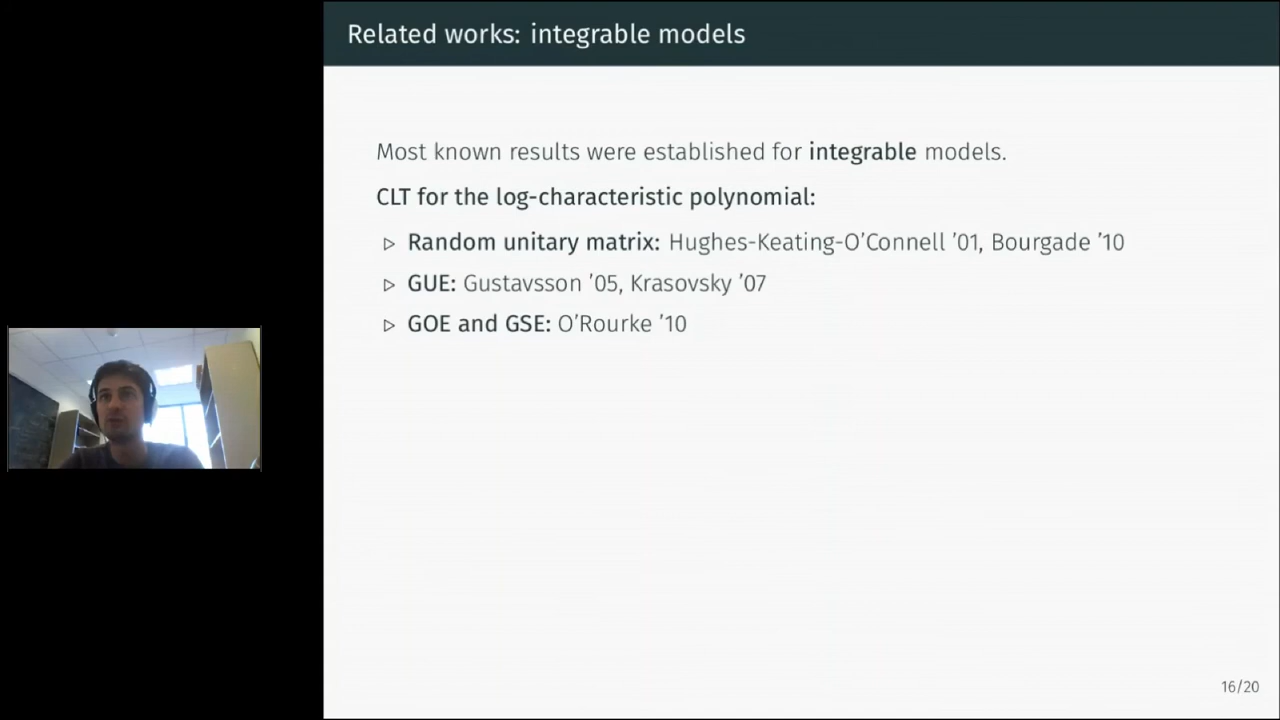 Related works: integrable models
Most known results were established for integrable models.
CLT for the log-characteristic polynomial:
▷ Random unitary matrix: Hughes-Keating-O'Connell '01, Bourgade '10
▷ GUE: Gustavsson '05, Krasovsky '07
▷ GOE and GSE: O'Rourke '10
16/20